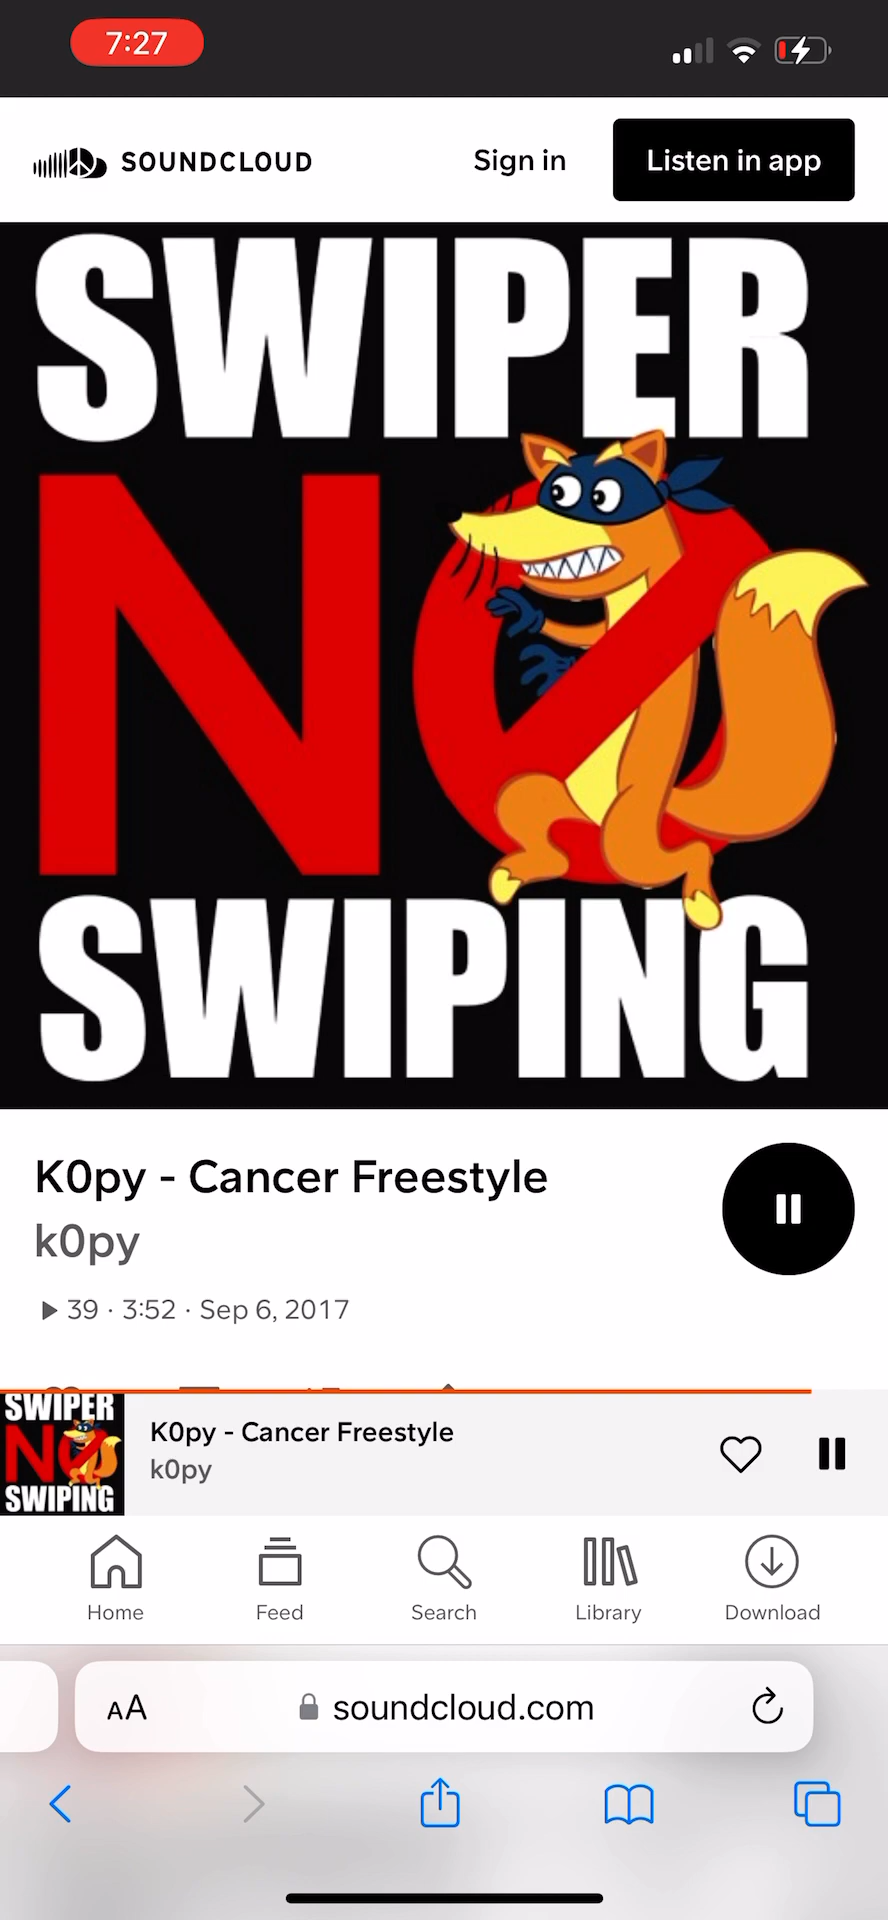 7:27
SOUNDCLOUD
Sign in
Listen in app
SWIPER
NO
SWIPING
K0py - Cancer Freestyle
k0py
39 · 3:52 · Sep 6, 2017
SWIPER
NO
SWIPING
K0py - Cancer Freestyle
k0py
Home
Feed
Search
Library
Download
AA
soundcloud.com